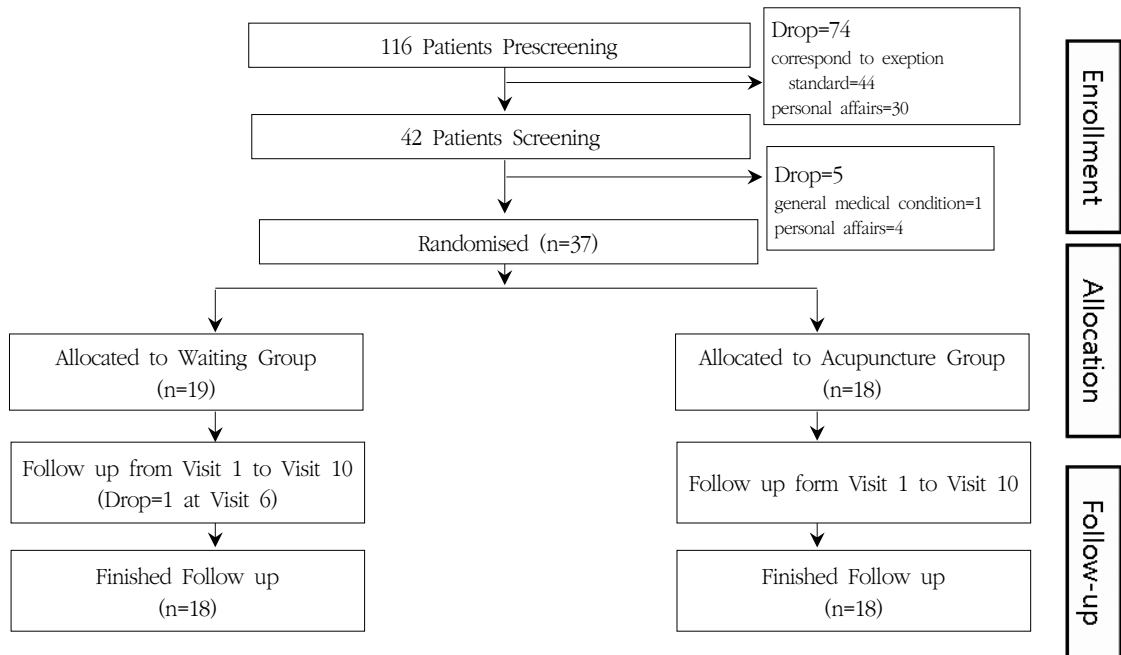 116 Patients Prescreening
Drop=74
correspond to exeption
standard=44
personal affairs=30
42 Patients Screening
Drop=5
general medical condition=1
personal affairs=4
Randomised (n=37)
Enrollment
Allocated to Waiting Group
(n=19)
Allocated to Acupuncture Group
(n=18)
Allocation
Follow up from Visit 1 to Visit 10
(Drop=1 at Visit 6)
Follow up form Visit 1 to Visit 10
Finished Follow up
(n=18)
Finished Follow up
(n=18)
Follow-up